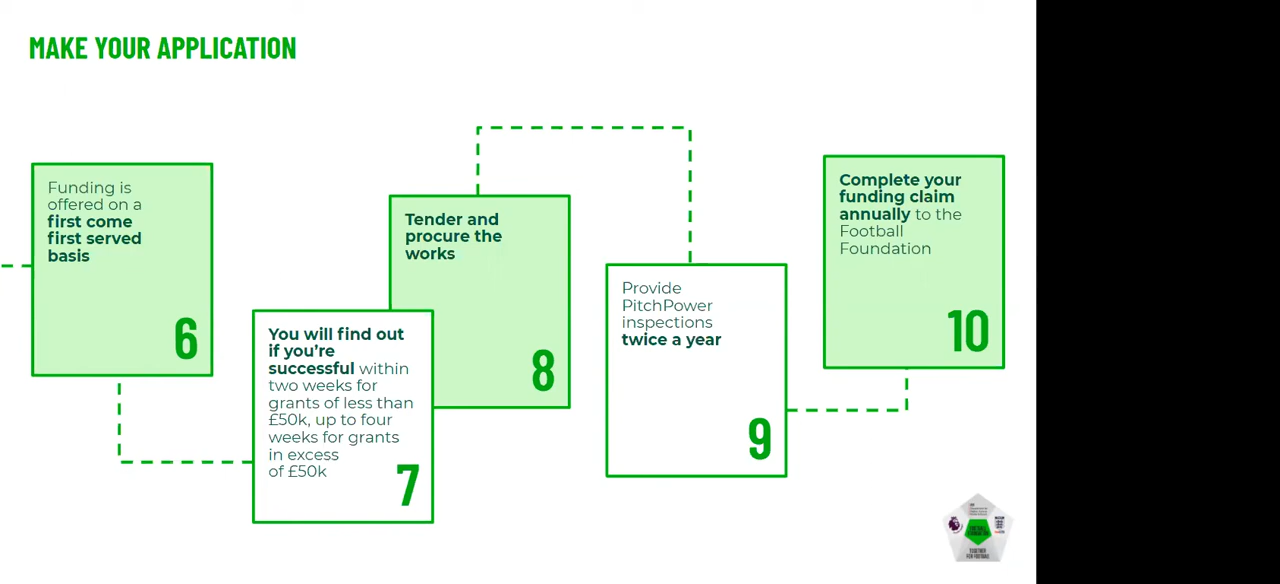 MAKE YOUR APPLICATION
Funding is
offered on a
first come
first served
basis
6
You will find out
if you're
successful within
two weeks for
grants of less than
£50k, up to four
weeks for grants
in excess
of £50k
7
Tender and
procure the
works
8
Provide
PitchPower
inspections
twice a year
9
Complete your
funding claim
annually to the
Football
Foundation
10
TOGETHER
FOR FOOTBALL